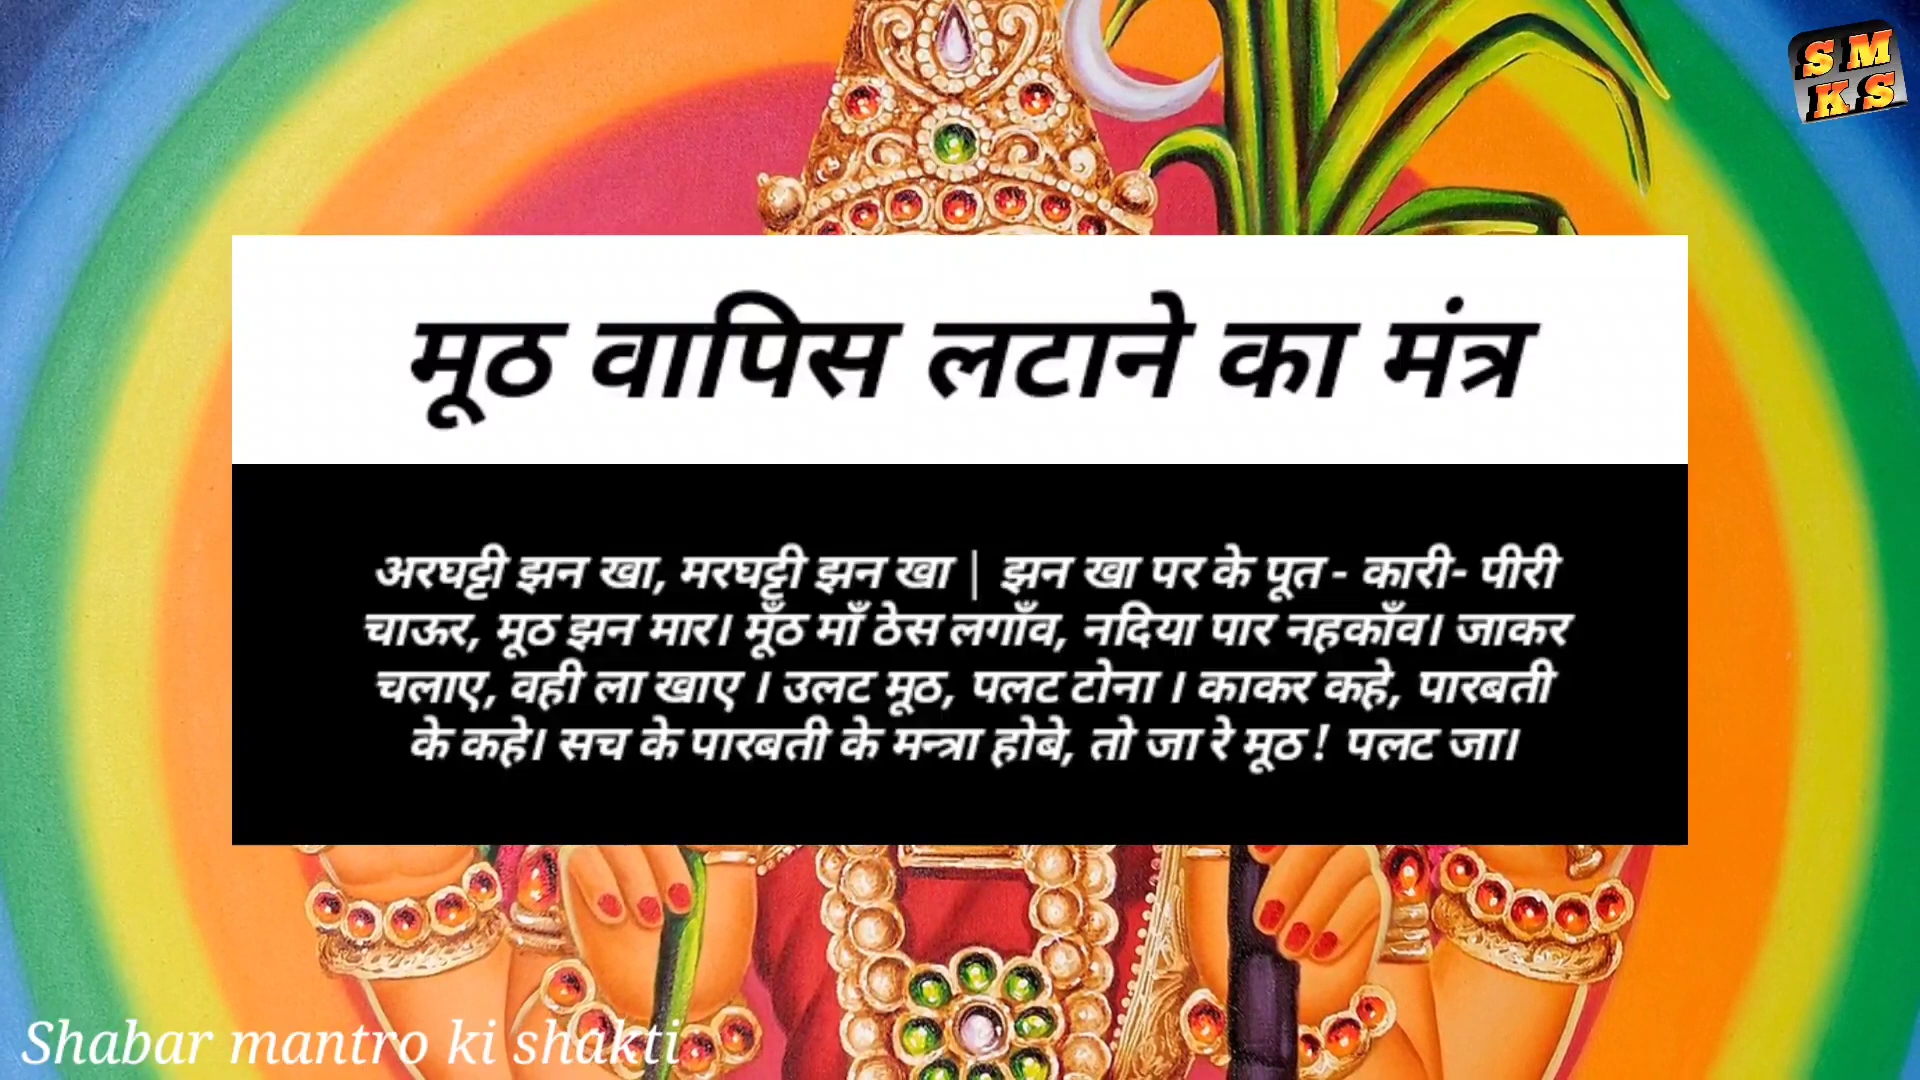 S M
K S
मूठ वापिस लटाने का मंत्र
अरघट्टी झन खा, मरघट्टी झन खा | झन खा पर के पूत - कारी- पीरी
चाऊर, मूठ झन मार। मूँठ माँ ठेस लगाँव, नदिया पार नहकाँव। जाकर
चलाए, वही ला खाए । उलट मूठ, पलट टोना । काकर कहे, पारबती
के कहे। सच के पारबती के मन्त्रा होबे, तो जा रे मूठ ! पलट जा।
Shabar mantro ki shakti